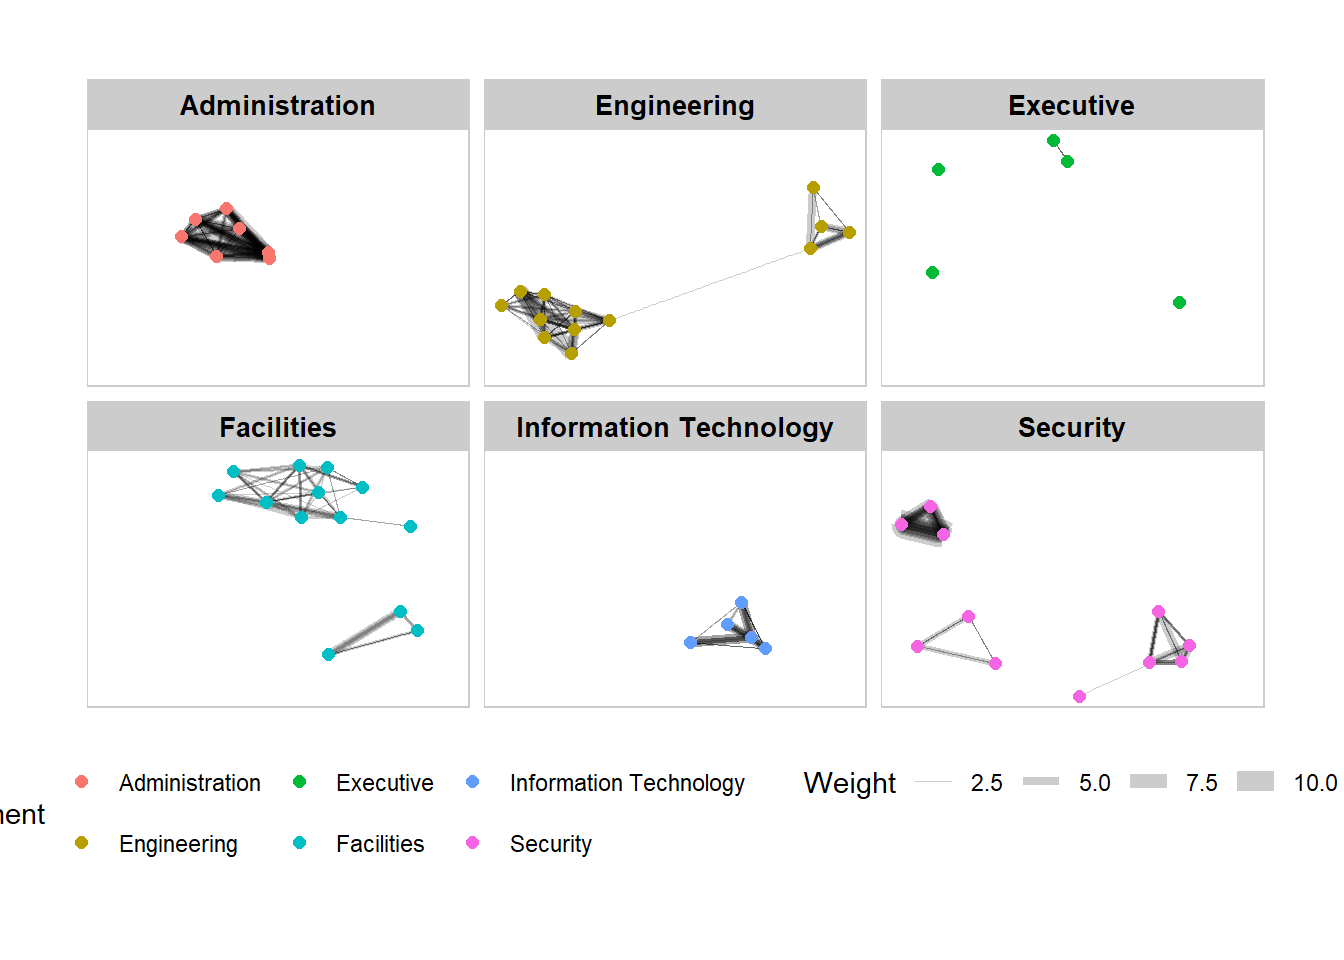 Administration
Engineering
Executive
Facilities
Information Technology
Security
Administration Executive Information Technology Weight 2.5 5.0 7.5 10.0
Engineering Facilities Security